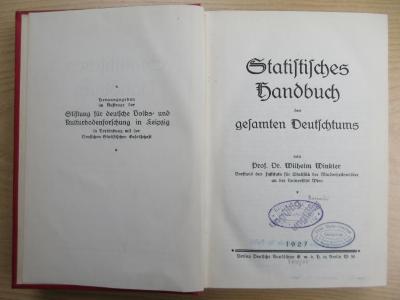 Herausgegeben
im Auftrage der
Stiftung für deutsche Volks- und
Kulturbodenforschung in Leipzig
in Verbindung mit der
Deutschen Statistischen Gesellschaft
Statistisches
Handbuch
des
gesamten Deutschtums
von
Prof. Dr. Wilhelm Winkler
Vorstand des Instituts für Statistik der Minderheitsvölker
an der Universität Wien
1927
Verlag Deutsche Rundschau G. m. b. H. in Berlin